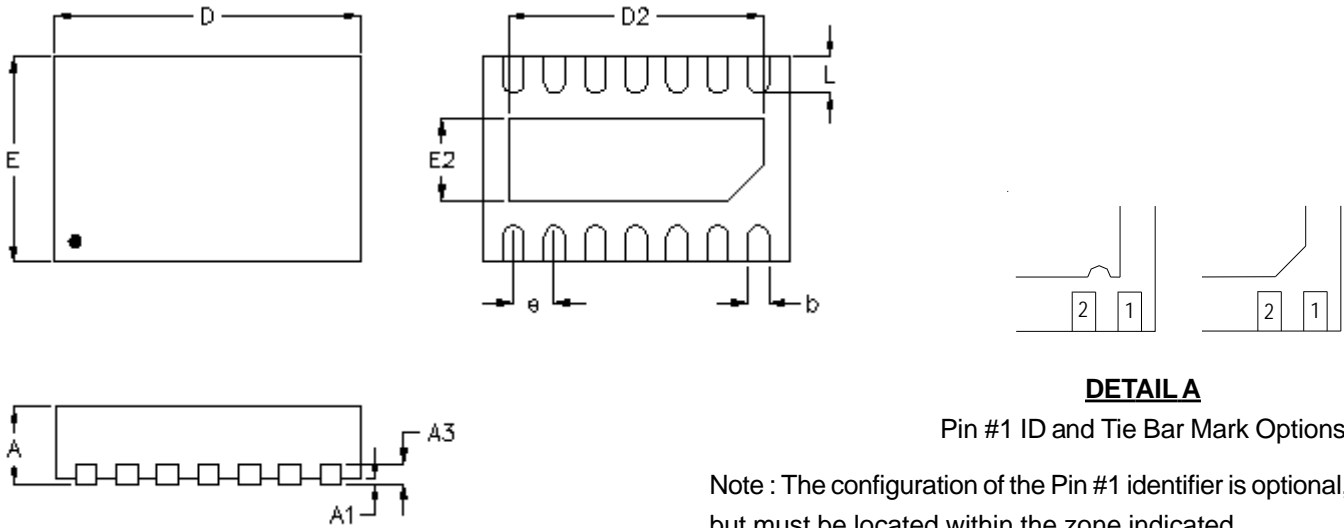 D
D2
L
E
E2
e
b
2 1
2 1
DETAIL A
Pin #1 ID and Tie Bar Mark Options
A
A3
A1
Note : The configuration of the Pin #1 identifier is optional,
but must be located within the zone indicated